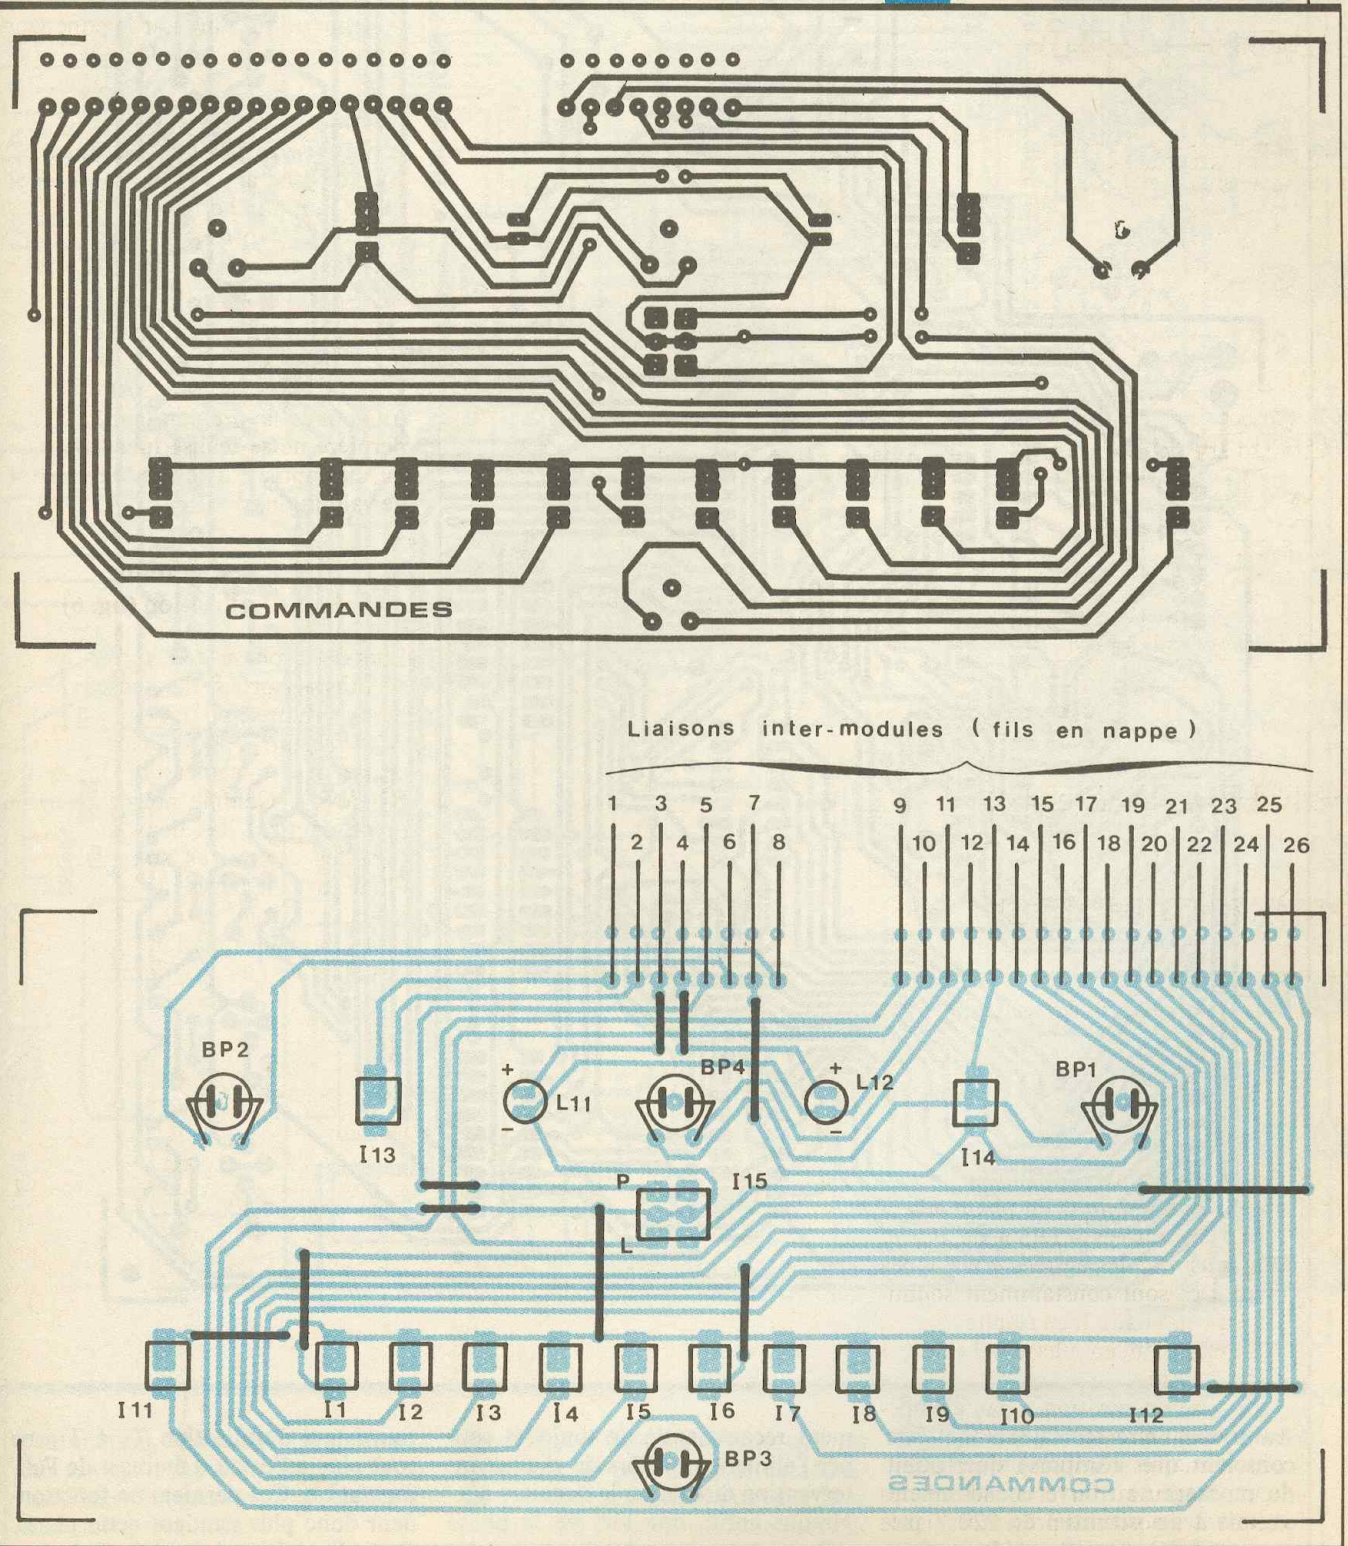 COMMANDES
Liaisons inter-modules ( fils en nappe )
1 3 5 7 9 11 13 15 17 19 21 23 25
2 4 6 8 10 12 14 16 18 20 22 24 26
BP2 BP4 + L12 BP1
+ L11
- -
I13 I14
P I15
L
I11 I1 I2 I3 I4 I5 I6 I7 I8 I9 I10 I12
BP3
COMMANDES